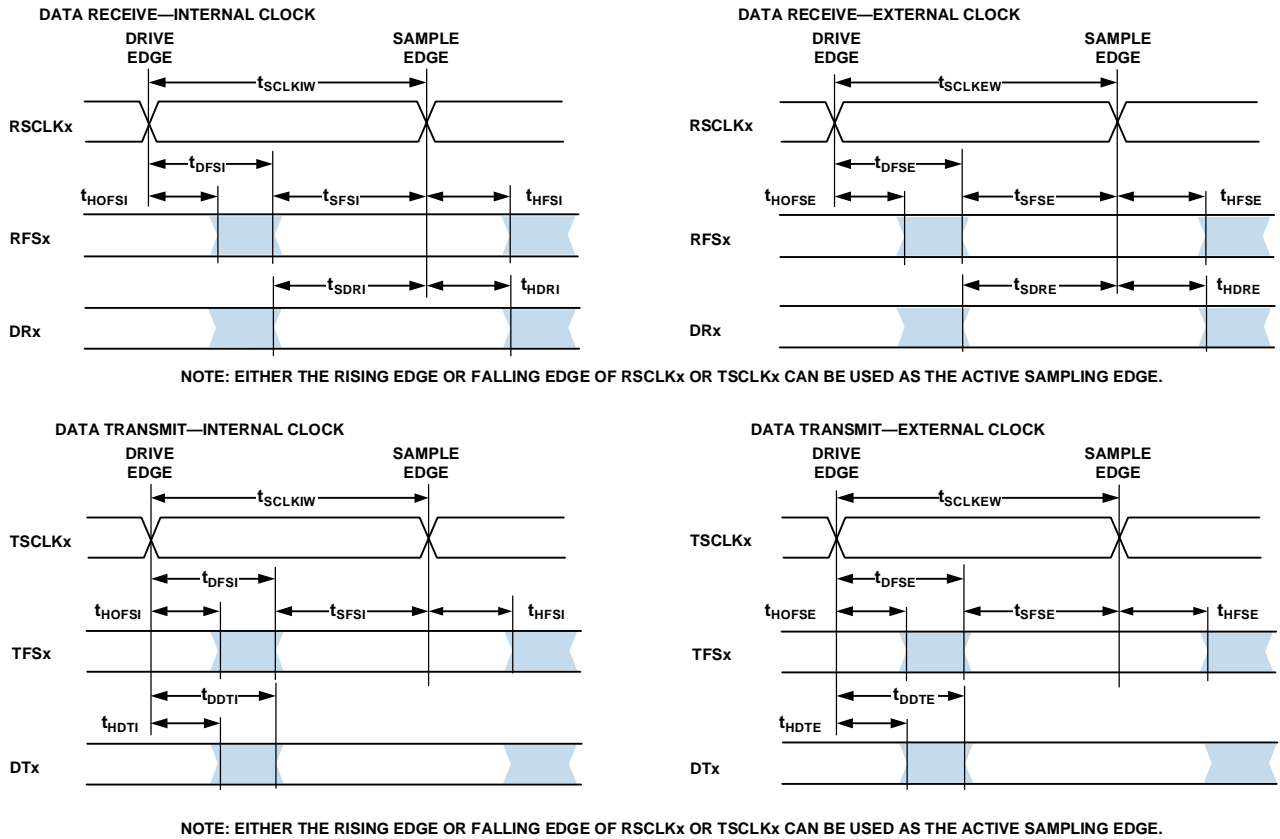 DATA RECEIVE—INTERNAL CLOCK
DRIVE EDGE
SAMPLE EDGE
tSCLKIW
RSCLKx
tDFSI
tHOFSI
tSFSI
tHFSI
RFSx
tSDRI
tHDRI
DRx
DATA RECEIVE—EXTERNAL CLOCK
DRIVE EDGE
SAMPLE EDGE
tSCLKEW
RSCLKx
tDFSE
tHOFSE
tSFSE
tHFSE
RFSx
tSDRE
tHDRE
DRx
NOTE: EITHER THE RISING EDGE OR FALLING EDGE OF RSCLKx OR TSCLKx CAN BE USED AS THE ACTIVE SAMPLING EDGE.
DATA TRANSMIT—INTERNAL CLOCK
DRIVE EDGE
SAMPLE EDGE
tSCLKIW
TSCLKx
tDFSI
tHOFSI
tSFSI
tHFSI
TFSx
tDDTI
tHDTI
DTx
DATA TRANSMIT—EXTERNAL CLOCK
DRIVE EDGE
SAMPLE EDGE
tSCLKEW
TSCLKx
tDFSE
tHOFSE
tSFSE
tHFSE
TFSx
tDDTE
tHDTE
DTx
NOTE: EITHER THE RISING EDGE OR FALLING EDGE OF RSCLKx OR TSCLKx CAN BE USED AS THE ACTIVE SAMPLING EDGE.